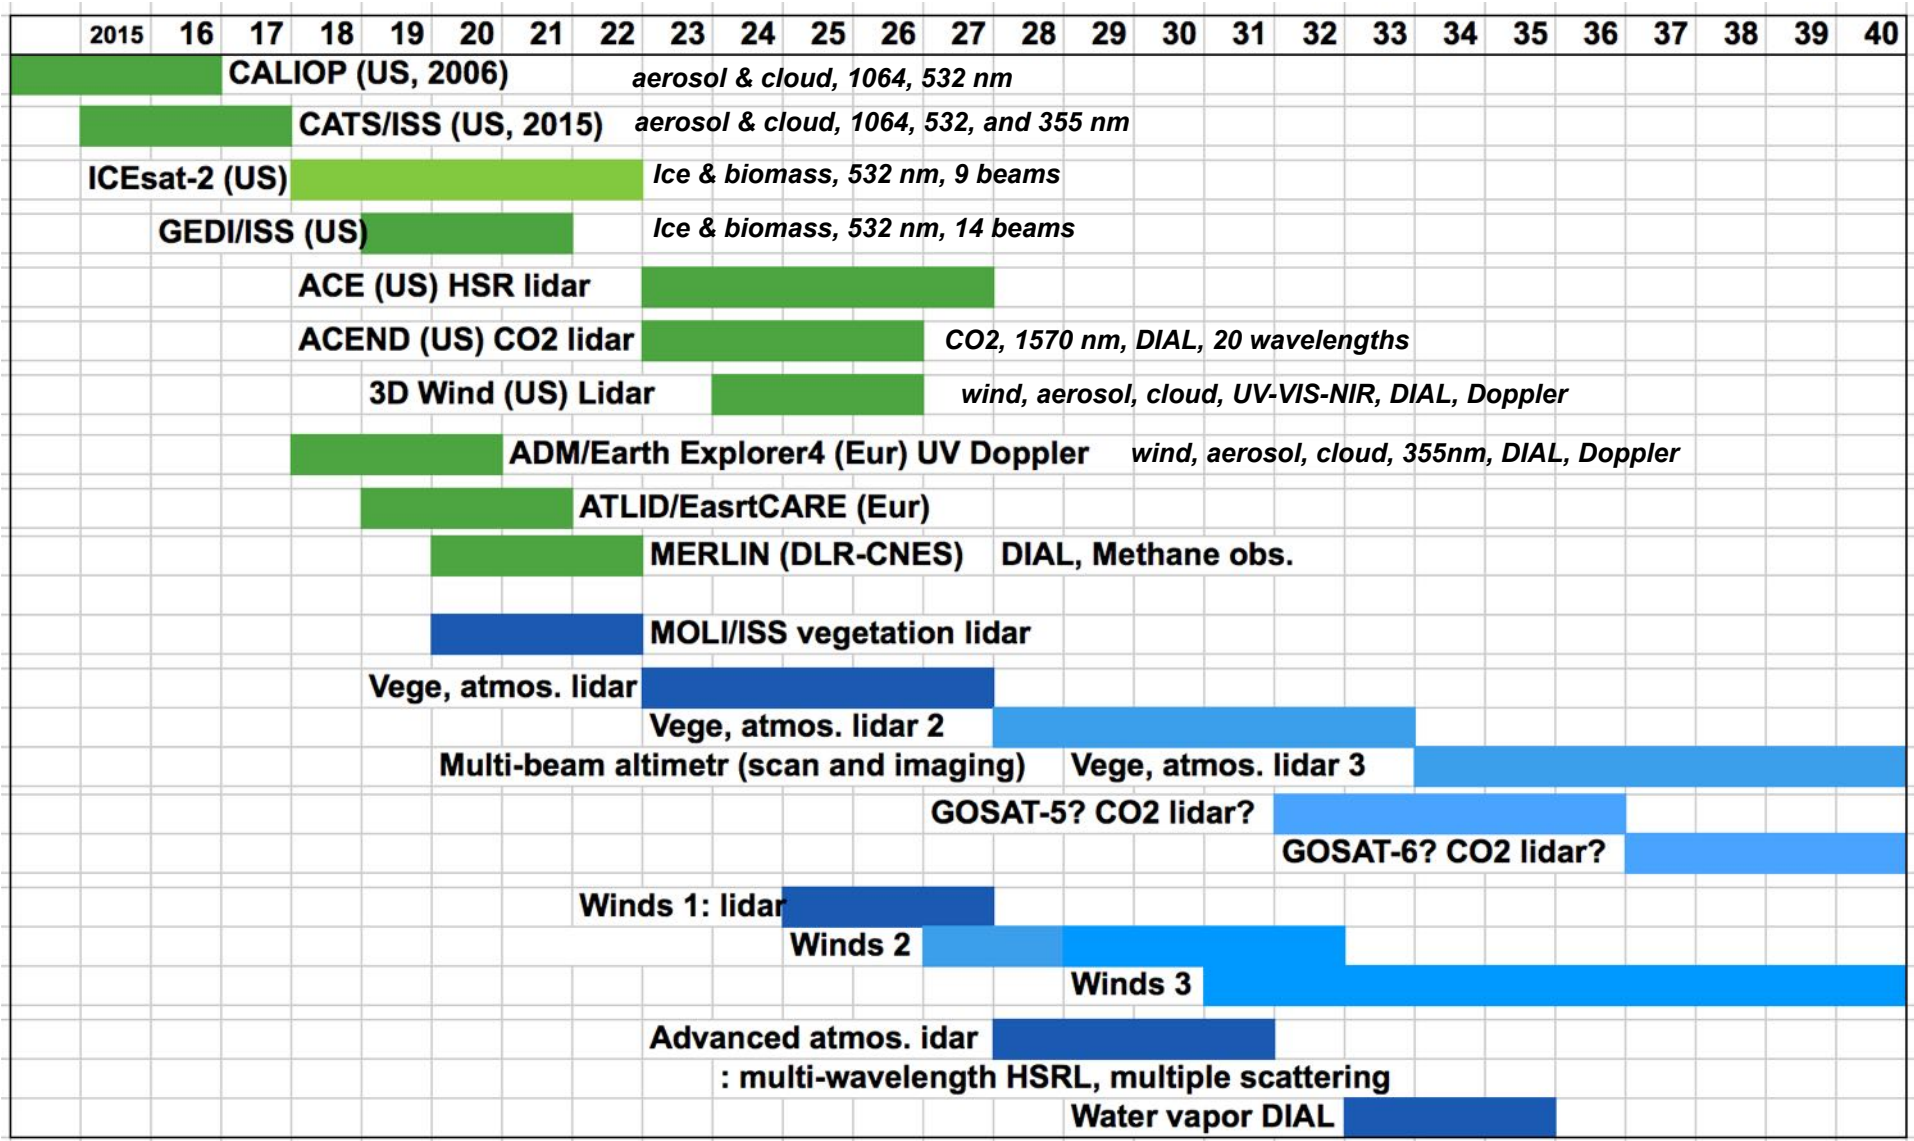 2015 16 17 18 19 20 21 22 23 24 25 26 27 28 29 30 31 32 33 34 35 36 37 38 39 40
CALIOP (US, 2006) aerosol & cloud, 1064, 532 nm
CATS/ISS (US, 2015) aerosol & cloud, 1064, 532, and 355 nm
ICEsat-2 (US) Ice & biomass, 532 nm, 9 beams
GEDI/ISS (US) Ice & biomass, 532 nm, 14 beams
ACE (US) HSR lidar
ACEND (US) CO2 lidar CO2, 1570 nm, DIAL, 20 wavelengths
3D Wind (US) Lidar wind, aerosol, cloud, UV-VIS-NIR, DIAL, Doppler
ADM/Earth Explorer4 (Eur) UV Doppler wind, aerosol, cloud, 355nm, DIAL, Doppler
ATLID/EasrtCARE (Eur)
MERLIN (DLR-CNES) DIAL, Methane obs.
MOLI/ISS vegetation lidar
Vege, atmos. lidar
Vege, atmos. lidar 2
Multi-beam altimetr (scan and imaging) Vege, atmos. lidar 3
GOSAT-5? CO2 lidar?
GOSAT-6? CO2 lidar?
Winds 1: lidar
Winds 2
Winds 3
Advanced atmos. idar
: multi-wavelength HSRL, multiple scattering
Water vapor DIAL